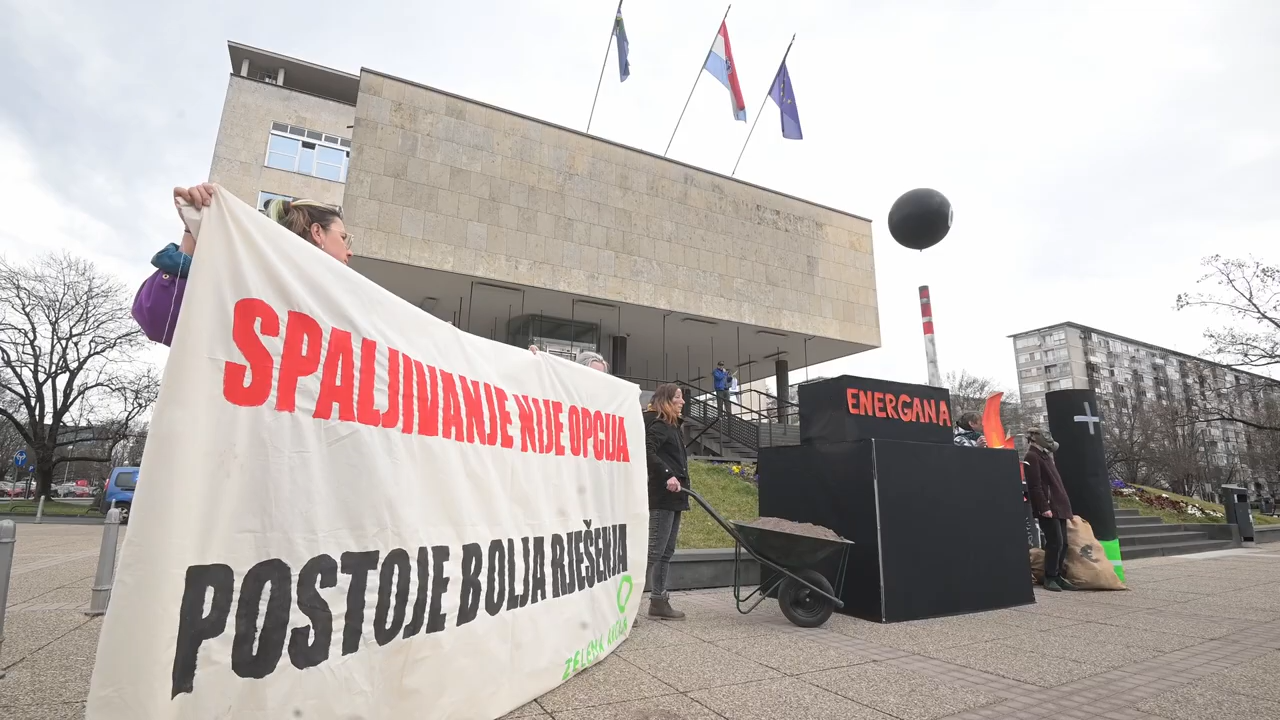 SPALJIVANJE NIJE OPCIJA
POSTOJE BOLJA RJEŠENJA
ZELENA AKCIJA
ENERGANA